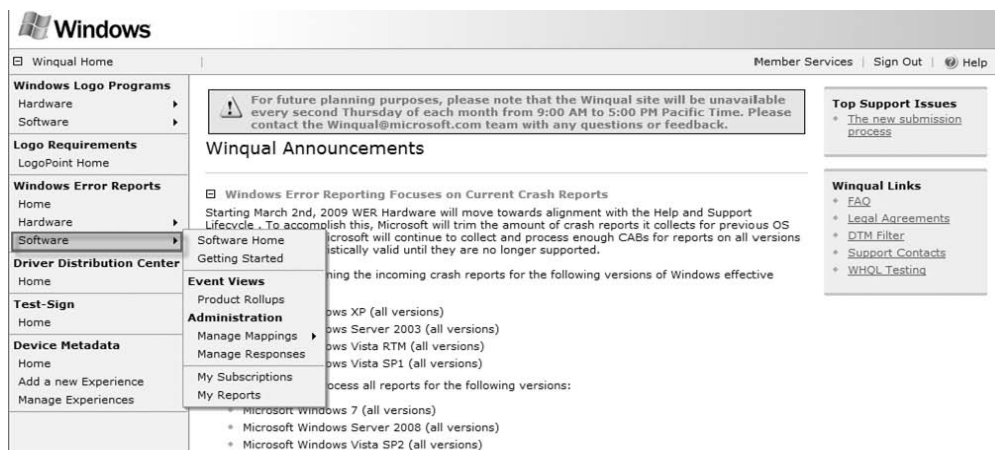 Windows
Winqual Home
Member Services | Sign Out | Help
Windows Logo Programs
Hardware
Software
Logo Requirements
LogoPoint Home
Windows Error Reports
Home
Hardware
Software
Driver Distribution Center
Home
Test-Sign
Home
Device Metadata
Home
Add a new Experience
Manage Experiences
Software Home
Getting Started
Event Views
Product Rollups
Administration
Manage Mappings
Manage Responses
My Subscriptions
My Reports
For future planning purposes, please note that the Winqual site will be unavailable
every second Thursday of each month from 9:00 AM to 5:00 PM Pacific Time. Please
contact the Winqual@microsoft.com team with any questions or feedback.
Winqual Announcements
Windows Error Reporting Focuses on Current Crash Reports
Starting March 2nd, 2009 WER Hardware will move towards alignment with the Help and Support
Lifecycle . To accomplish this, Microsoft will trim the amount of crash reports it collects for previous OS
will continue to collect and process enough CABs for reports on all versions
valid until they are no longer supported.
the incoming crash reports for the following versions of Windows effective
XP (all versions)
Server 2003 (all versions)
Vista RTM (all versions)
Vista SP1 (all versions)
all reports for the following versions:
Microsoft Windows 7 (all versions)
Microsoft Windows Server 2008 (all versions)
Microsoft Windows Vista SP2 (all versions)
Top Support Issues
The new submission
process
Winqual Links
FAQ
Legal Agreements
DTM Filter
Support Contacts
WHQL Testing